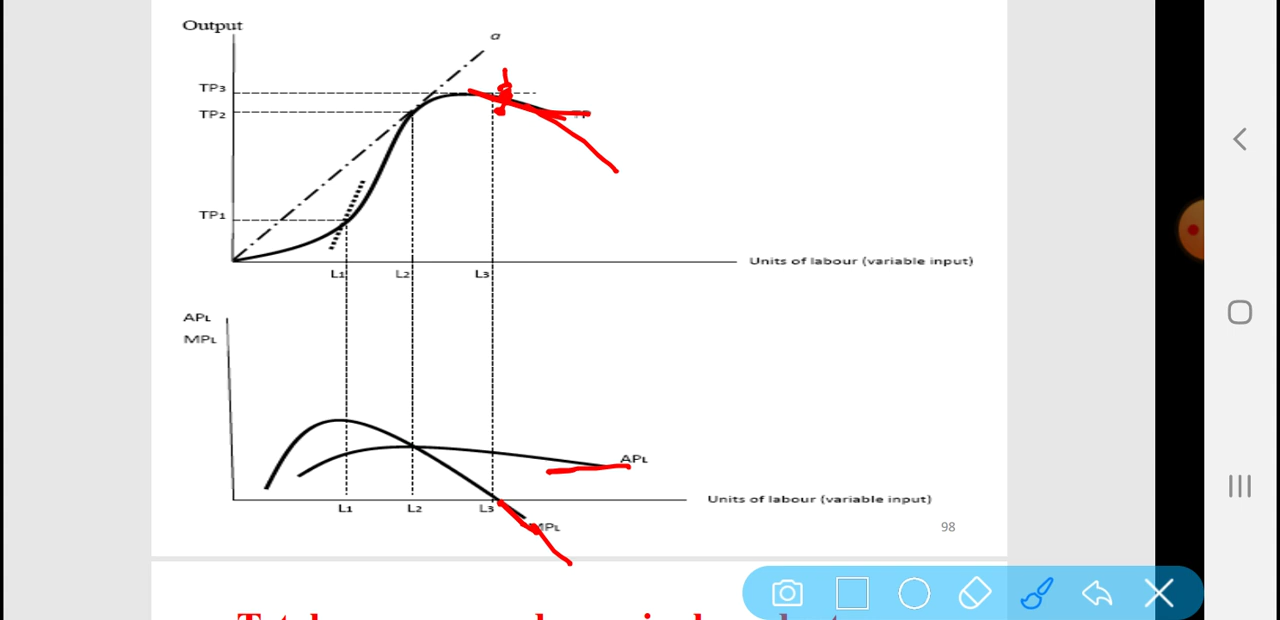 Output
a
TP3
TP2
TP1
L1 L2 L3
Units of labour (variable input)
APL
MPL
APL
L1 L2 L3
Units of labour (variable input)
MPL
98